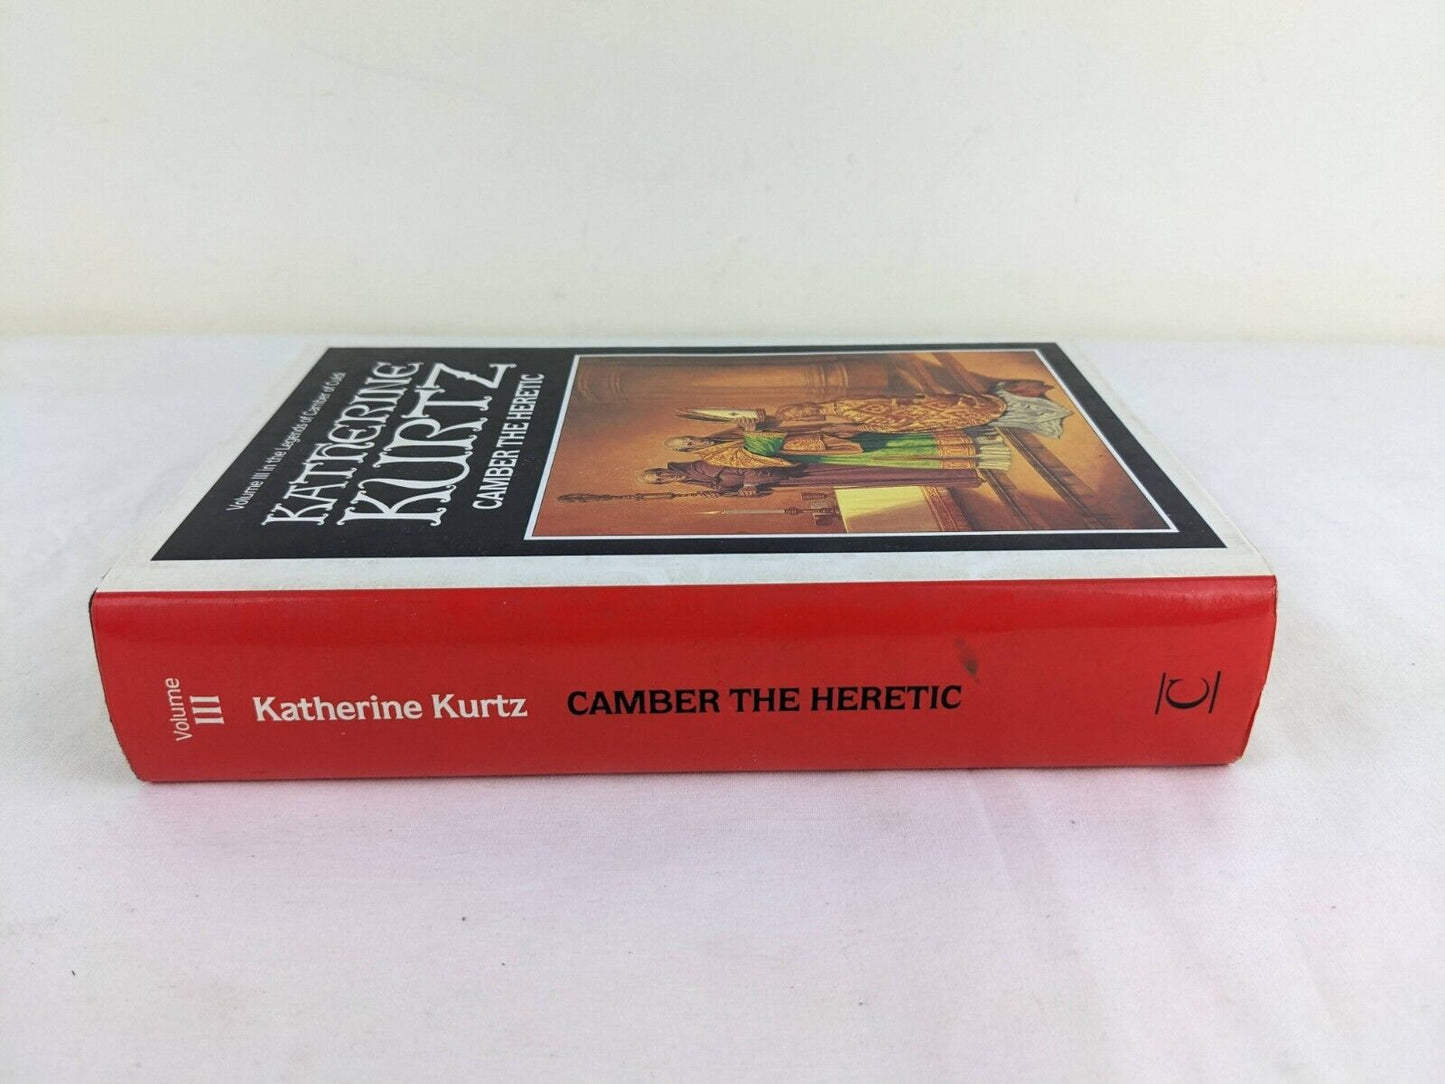 Volume III in the Legends of Camber of Culdi
KATHERINE
KURTZ
CAMBER THE HERETIC
Volume
III
Katherine Kurtz
CAMBER THE HERETIC
C